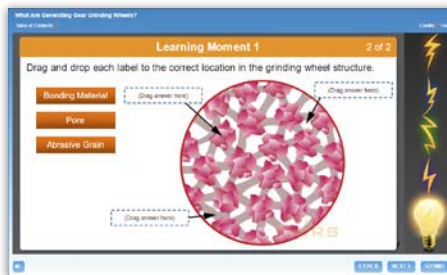 What Are Generating Gear Grinding Wheels?
Table of Contents
Credits
Learning Moment 1
2 of 2
Drag and drop each label to the correct location in the grinding wheel structure.
Bonding Material
(Drag answer here)
(Drag answer here)
Pore
Abrasive Grain
(Drag answer here)
BACK
NEXT